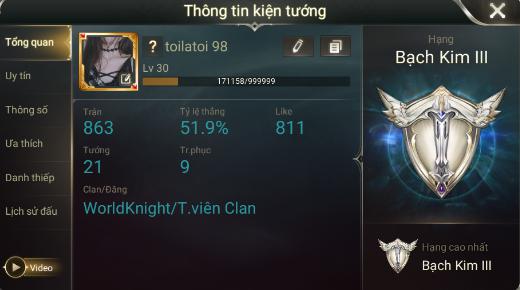 Thông tin kiện tướng
Tổng quan
Uy tín
Thông số
Ưa thích
Danh thiếp
Lịch sử đấu
Video
? toilatoi 98
Lv 30
171158/999999
Trận
863
Tỷ lệ thắng
51.9%
Like
811
Tướng
21
Tr.phục
9
Clan/Đăng
WorldKnight/T.viên Clan
Hạng
Bạch Kim III
Hạng cao nhất
Bạch Kim III